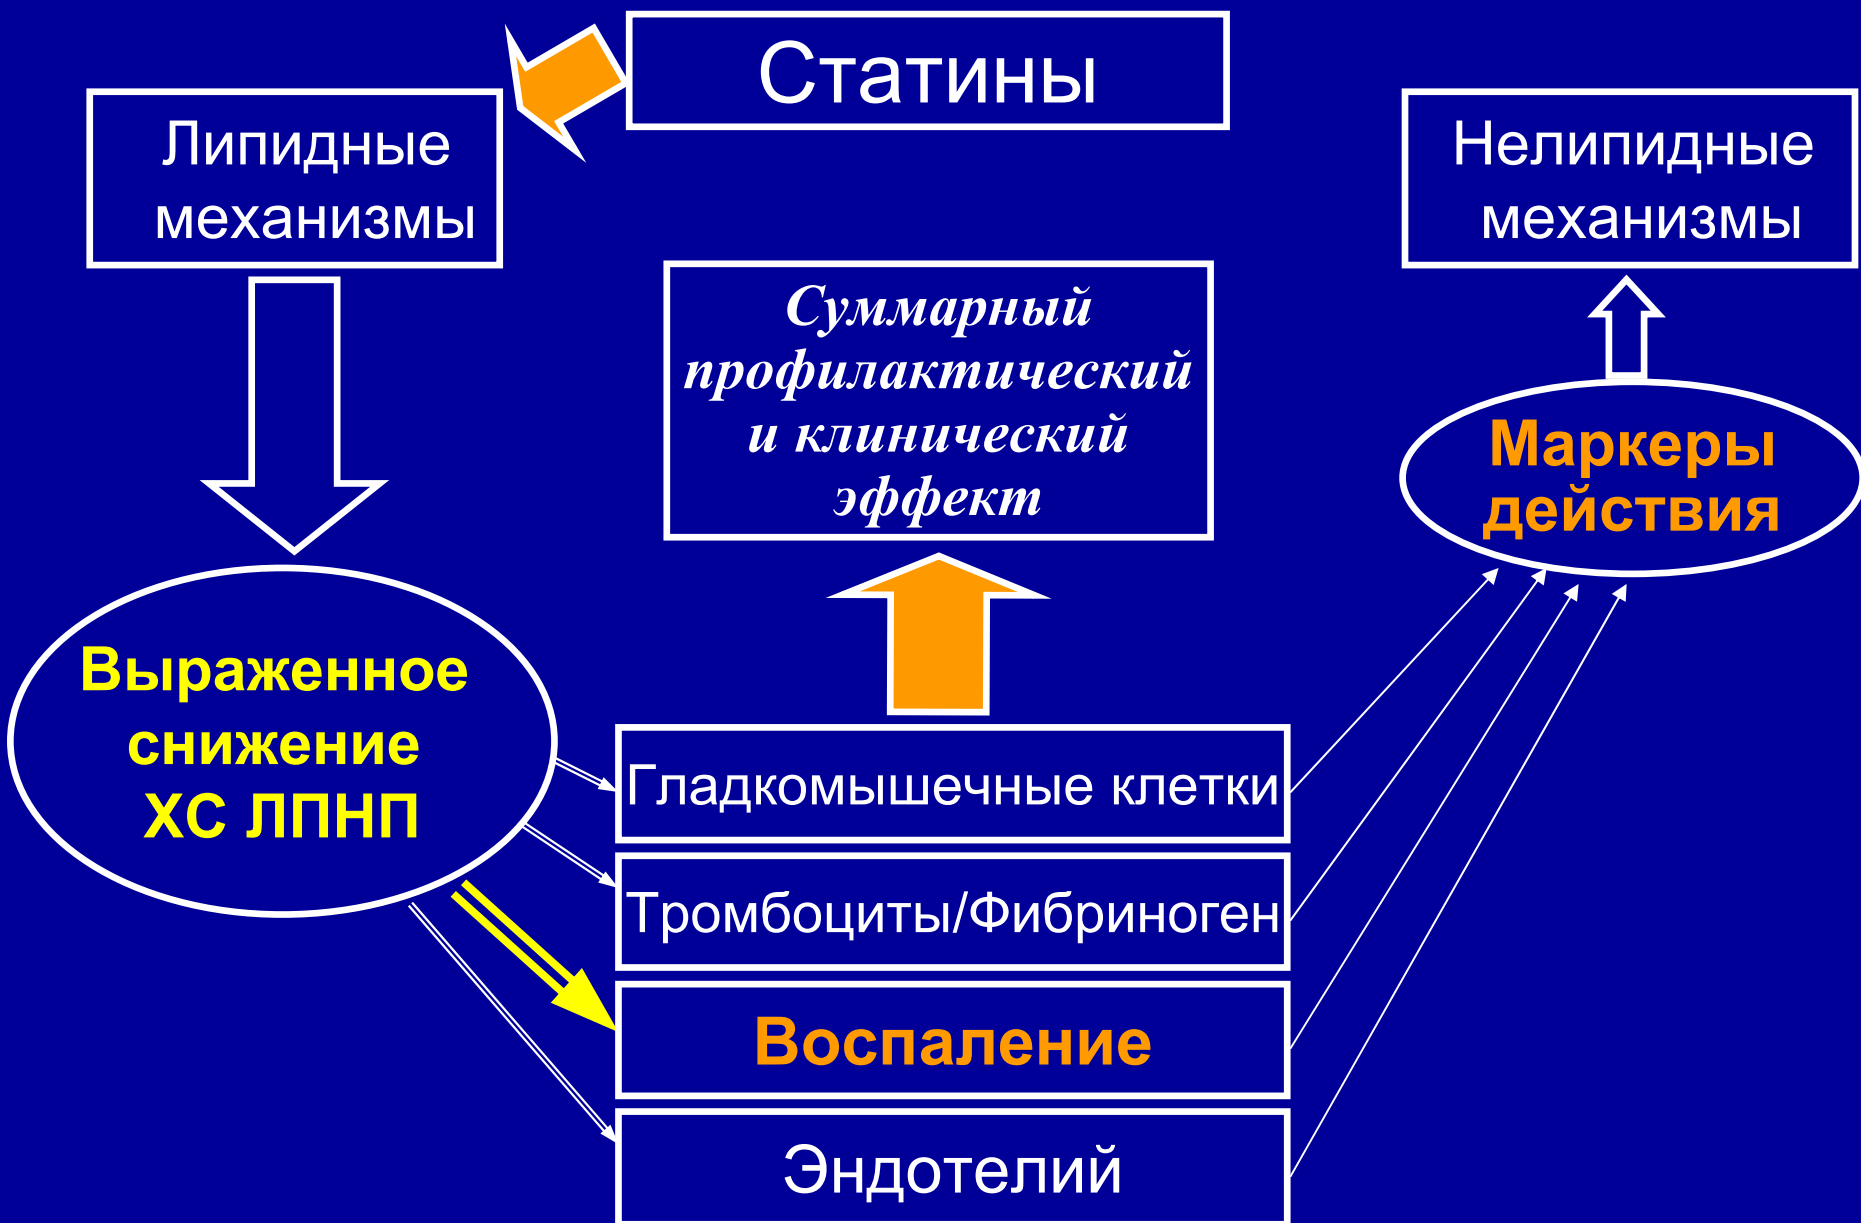 Статины
Липидные
механизмы
Нелипидные
механизмы
Суммарный
профилактический
и клинический
эффект
Маркеры
действия
Выраженное
снижение
ХС ЛПНП
Гладкомышечные клетки
Тромбоциты/Фибриноген
Воспаление
Эндотелий